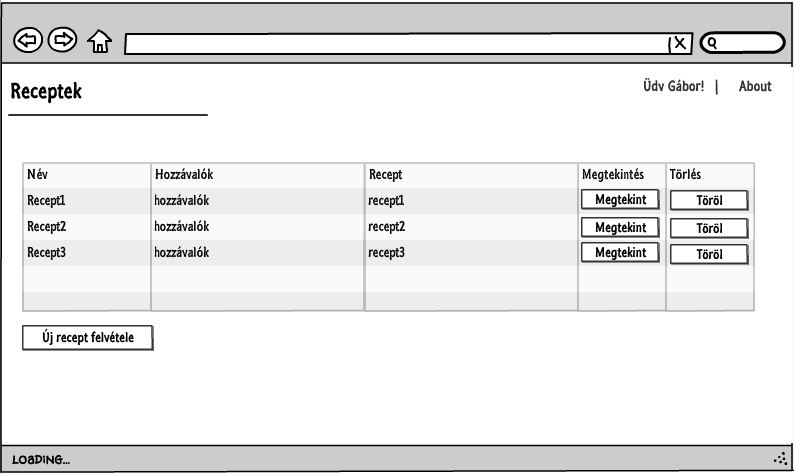 Receptek
Üdv Gábor! | About
Név Hozzávalók Recept Megtekintés Törlés
Recept1 hozzávalók recept1 Megtekint Töröl
Recept2 hozzávalók recept2 Megtekint Töröl
Recept3 hozzávalók recept3 Megtekint Töröl
Új recept felvétele
LOADING...